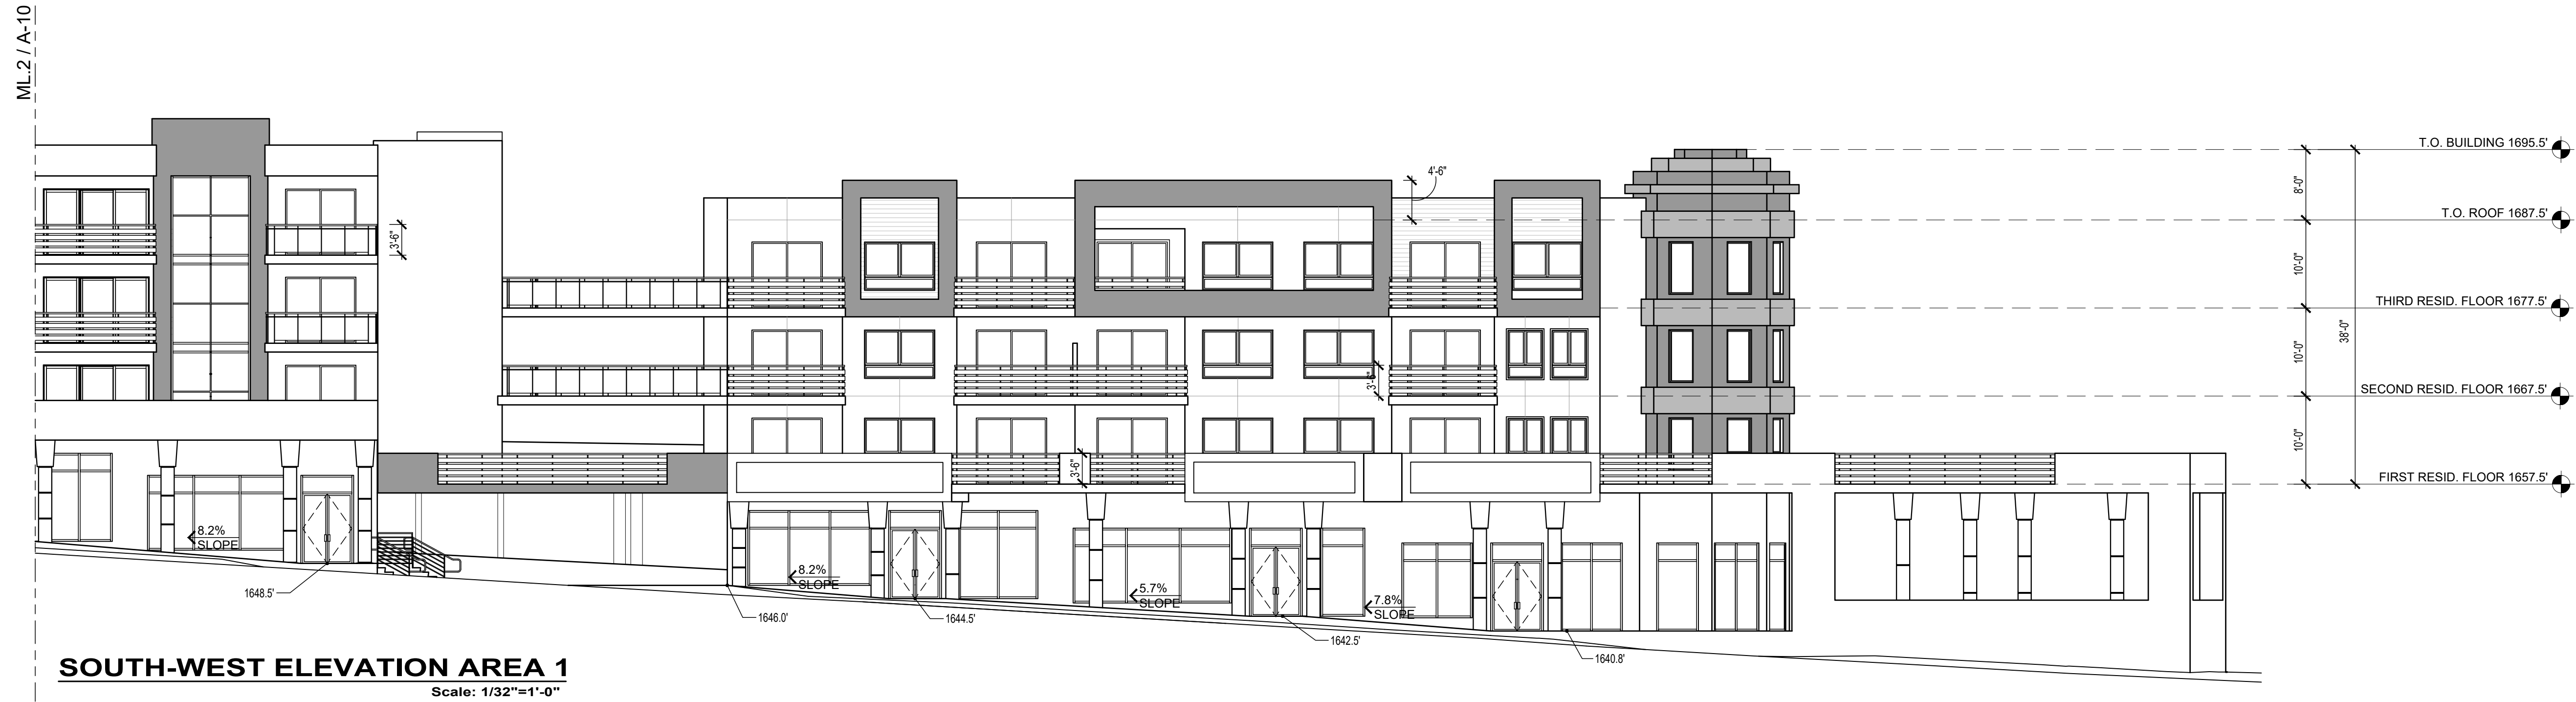 ML.2 / A-10
T.O. BUILDING 1695.5'
8'-0"
4'-6"
T.O. ROOF 1687.5'
3'-6"
10'-0"
THIRD RESID. FLOOR 1677.5'
10'-0"
38'-0"
3'-6"
SECOND RESID. FLOOR 1667.5'
10'-0"
3'-6"
FIRST RESID. FLOOR 1657.5'
8.2%
SLOPE
8.2%
SLOPE
5.7%
SLOPE
7.8%
SLOPE
1648.5'
1646.0'
1644.5'
1642.5'
1640.8'
SOUTH-WEST ELEVATION AREA 1
Scale: 1/32"=1'-0"